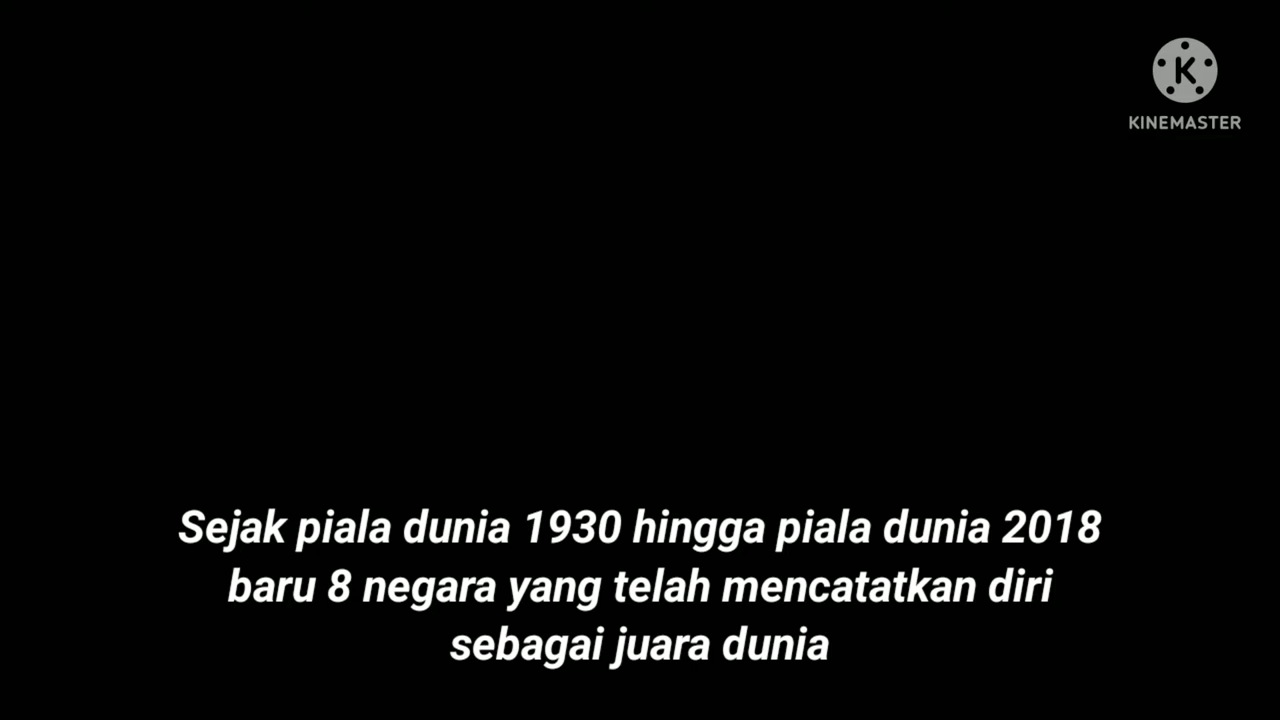 K
KINEMASTER
Sejak piala dunia 1930 hingga piala dunia 2018
baru 8 negara yang telah mencatatkan diri
sebagai juara dunia